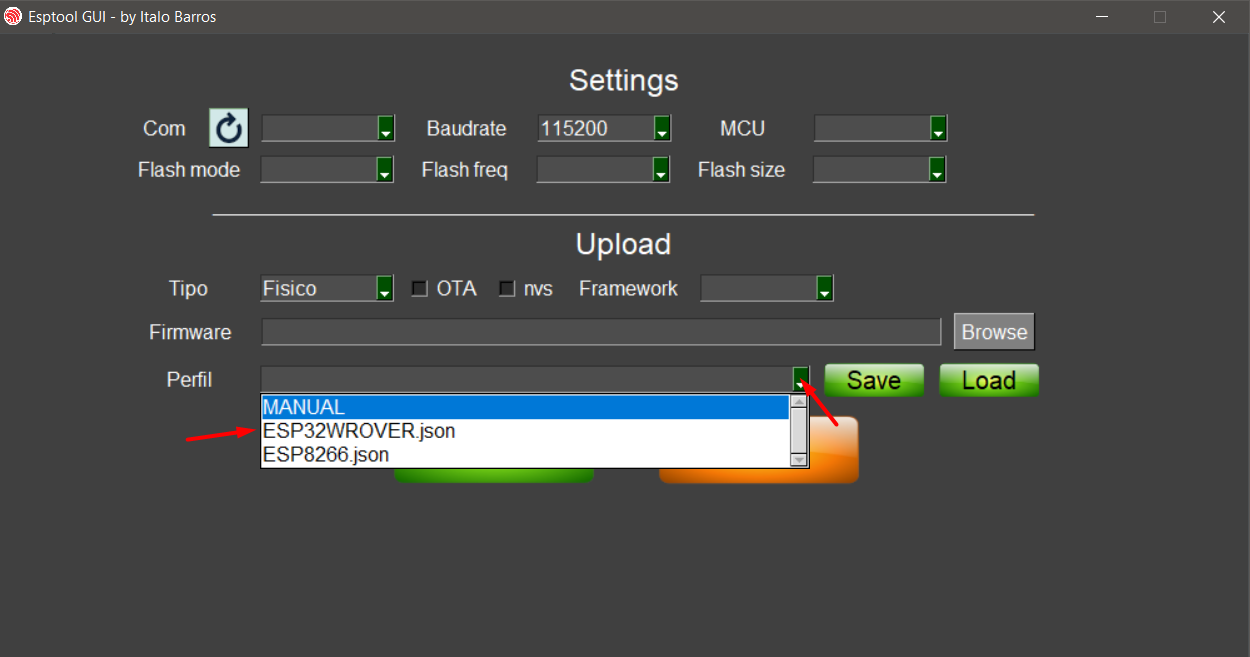 Esptool GUI - by Italo Barros
Settings
Com Baudrate 115200 MCU
Flash mode Flash freq Flash size
Upload
Tipo Fisico OTA nvs Framework
Firmware Browse
Perfil Save Load
MANUAL
ESP32WROVER.json
ESP8266.json